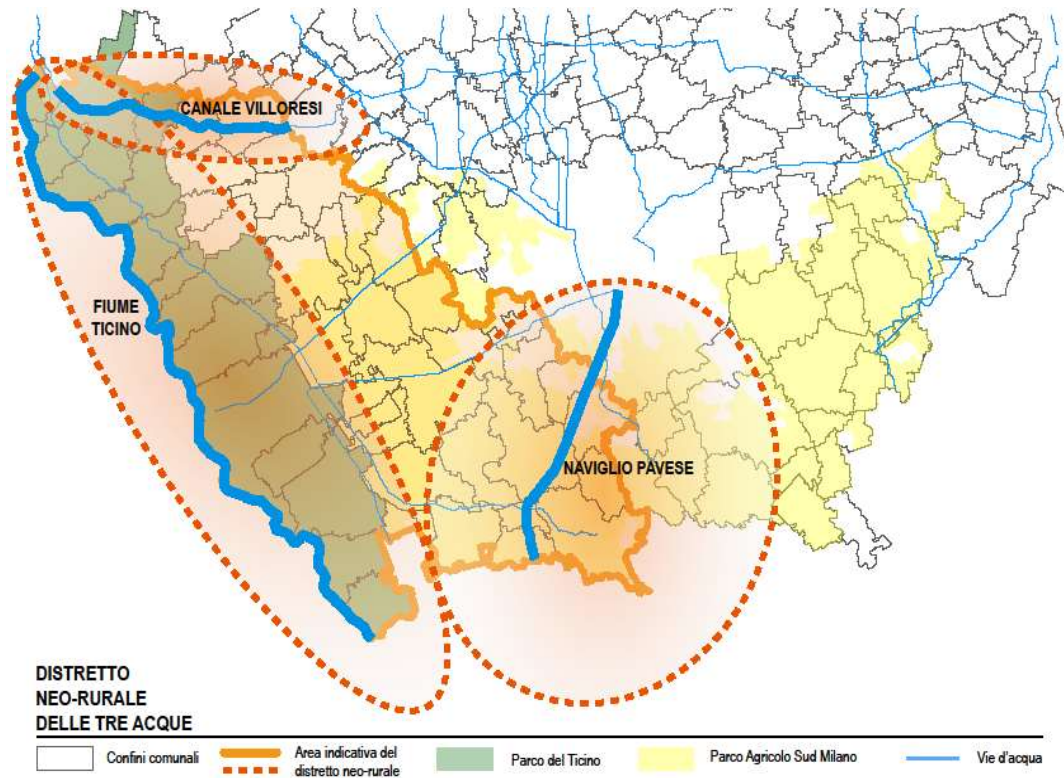 CANALE VILLORESI
FIUME
TICINO
NAVIGLIO PAVESE
DISTRETTO
NEO-RURALE
DELLE TRE ACQUE
Confini comunali
Area indicativa del
distretto neo-rurale
Parco del Ticino
Parco Agricolo Sud Milano
Vie d'acqua